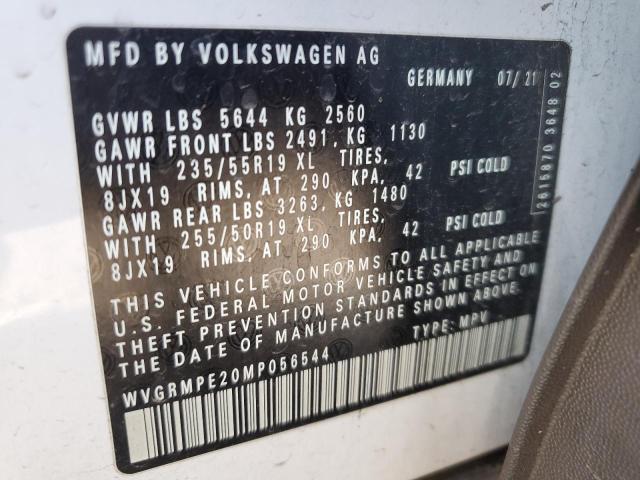 MFD BY VOLKSWAGEN AG
GERMANY 07/21
GVWR LBS 5644 KG 2560
GAWR FRONT LBS 2491, KG 1130
WITH 235/55R19 XL TIRES,
8JX19 RIMS, AT 290 KPA, 42 PSI COLD
GAWR REAR LBS 3263, KG 1480
WITH 255/50R19 XL TIRES,
8JX19 RIMS, AT 290 KPA, 42 PSI COLD
THIS VEHICLE CONFORMS TO ALL APPLICABLE
U.S. FEDERAL MOTOR VEHICLE SAFETY AND
THEFT PREVENTION STANDARDS IN EFFECT ON
THE DATE OF MANUFACTURE SHOWN ABOVE.
TYPE: MPV
WVGRMPE20MP056544
2615870 3648 02